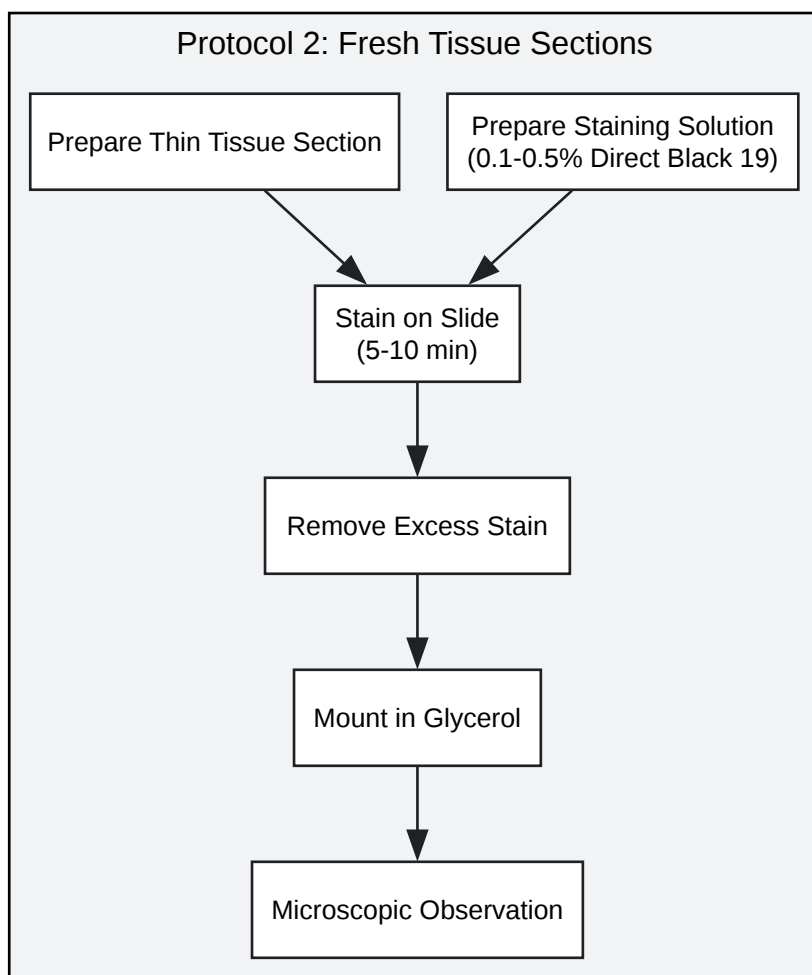 Protocol 2: Fresh Tissue Sections
Prepare Thin Tissue Section
Prepare Staining Solution
(0.1-0.5% Direct Black 19)
Stain on Slide
(5-10 min)
Remove Excess Stain
Mount in Glycerol
Microscopic Observation